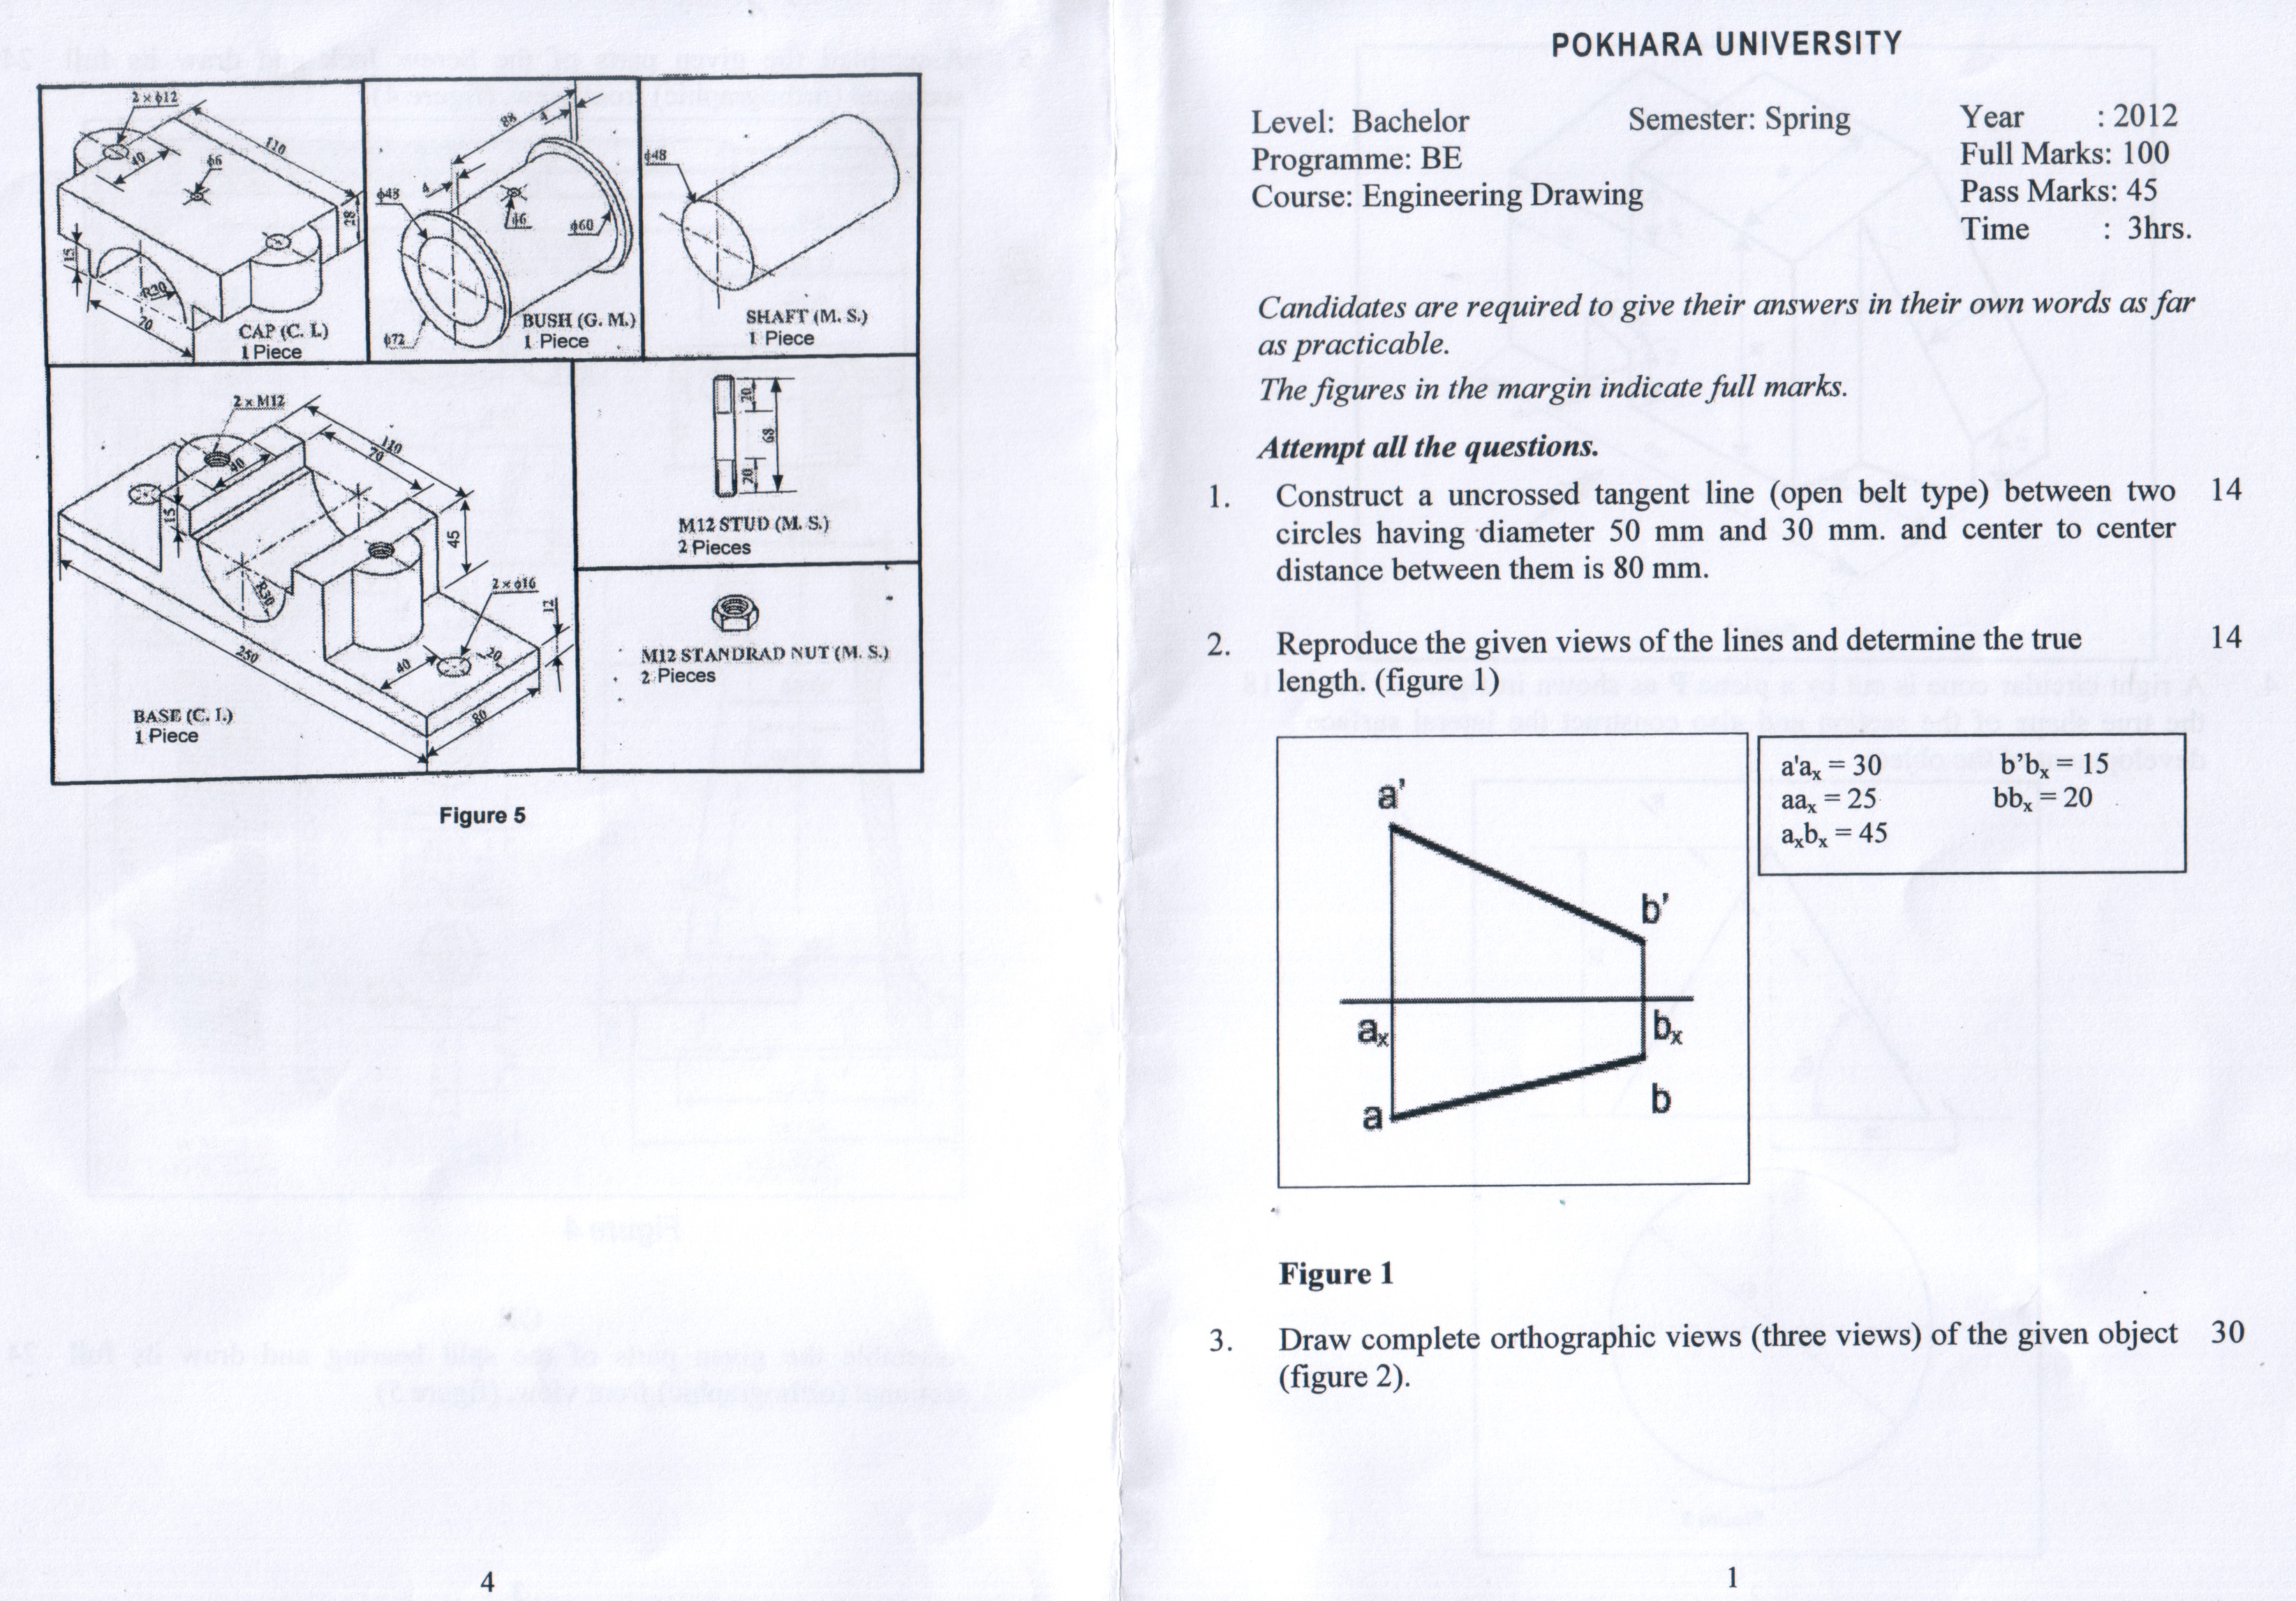 2 x ϕ12
40
ϕ6
110
28
15
R30
70
CAP (C. I.)
1 Piece
88
4
4
ϕ48
ϕ6
ϕ60
ϕ72
BUSH (G. M.)
1 Piece
ϕ48
SHAFT (M. S.)
1 Piece
2 x M12
40
110
70
15
45
R30
2 x ϕ16
12
250
40
20
80
BASE (C. I.)
1 Piece
20
68
20
M12 STUD (M. S.)
2 Pieces
M12 STANDRAD NUT (M. S.)
2 Pieces
Figure 5
4
POKHARA UNIVERSITY
Level: Bachelor Semester: Spring Year : 2012
Programme: BE Full Marks: 100
Course: Engineering Drawing Pass Marks: 45
Time : 3hrs.
Candidates are required to give their answers in their own words as far
as practicable.
The figures in the margin indicate full marks.
Attempt all the questions.
1. Construct a uncrossed tangent line (open belt type) between two 14
circles having diameter 50 mm and 30 mm. and center to center
distance between them is 80 mm.
2. Reproduce the given views of the lines and determine the true 14
length. (figure 1)
a'
b'
aₓ
bₓ
a
b
a'aₓ = 30 b’bₓ = 15
aaₓ = 25 bbₓ = 20
aₓbₓ = 45
Figure 1
3. Draw complete orthographic views (three views) of the given object 30
(figure 2).
1